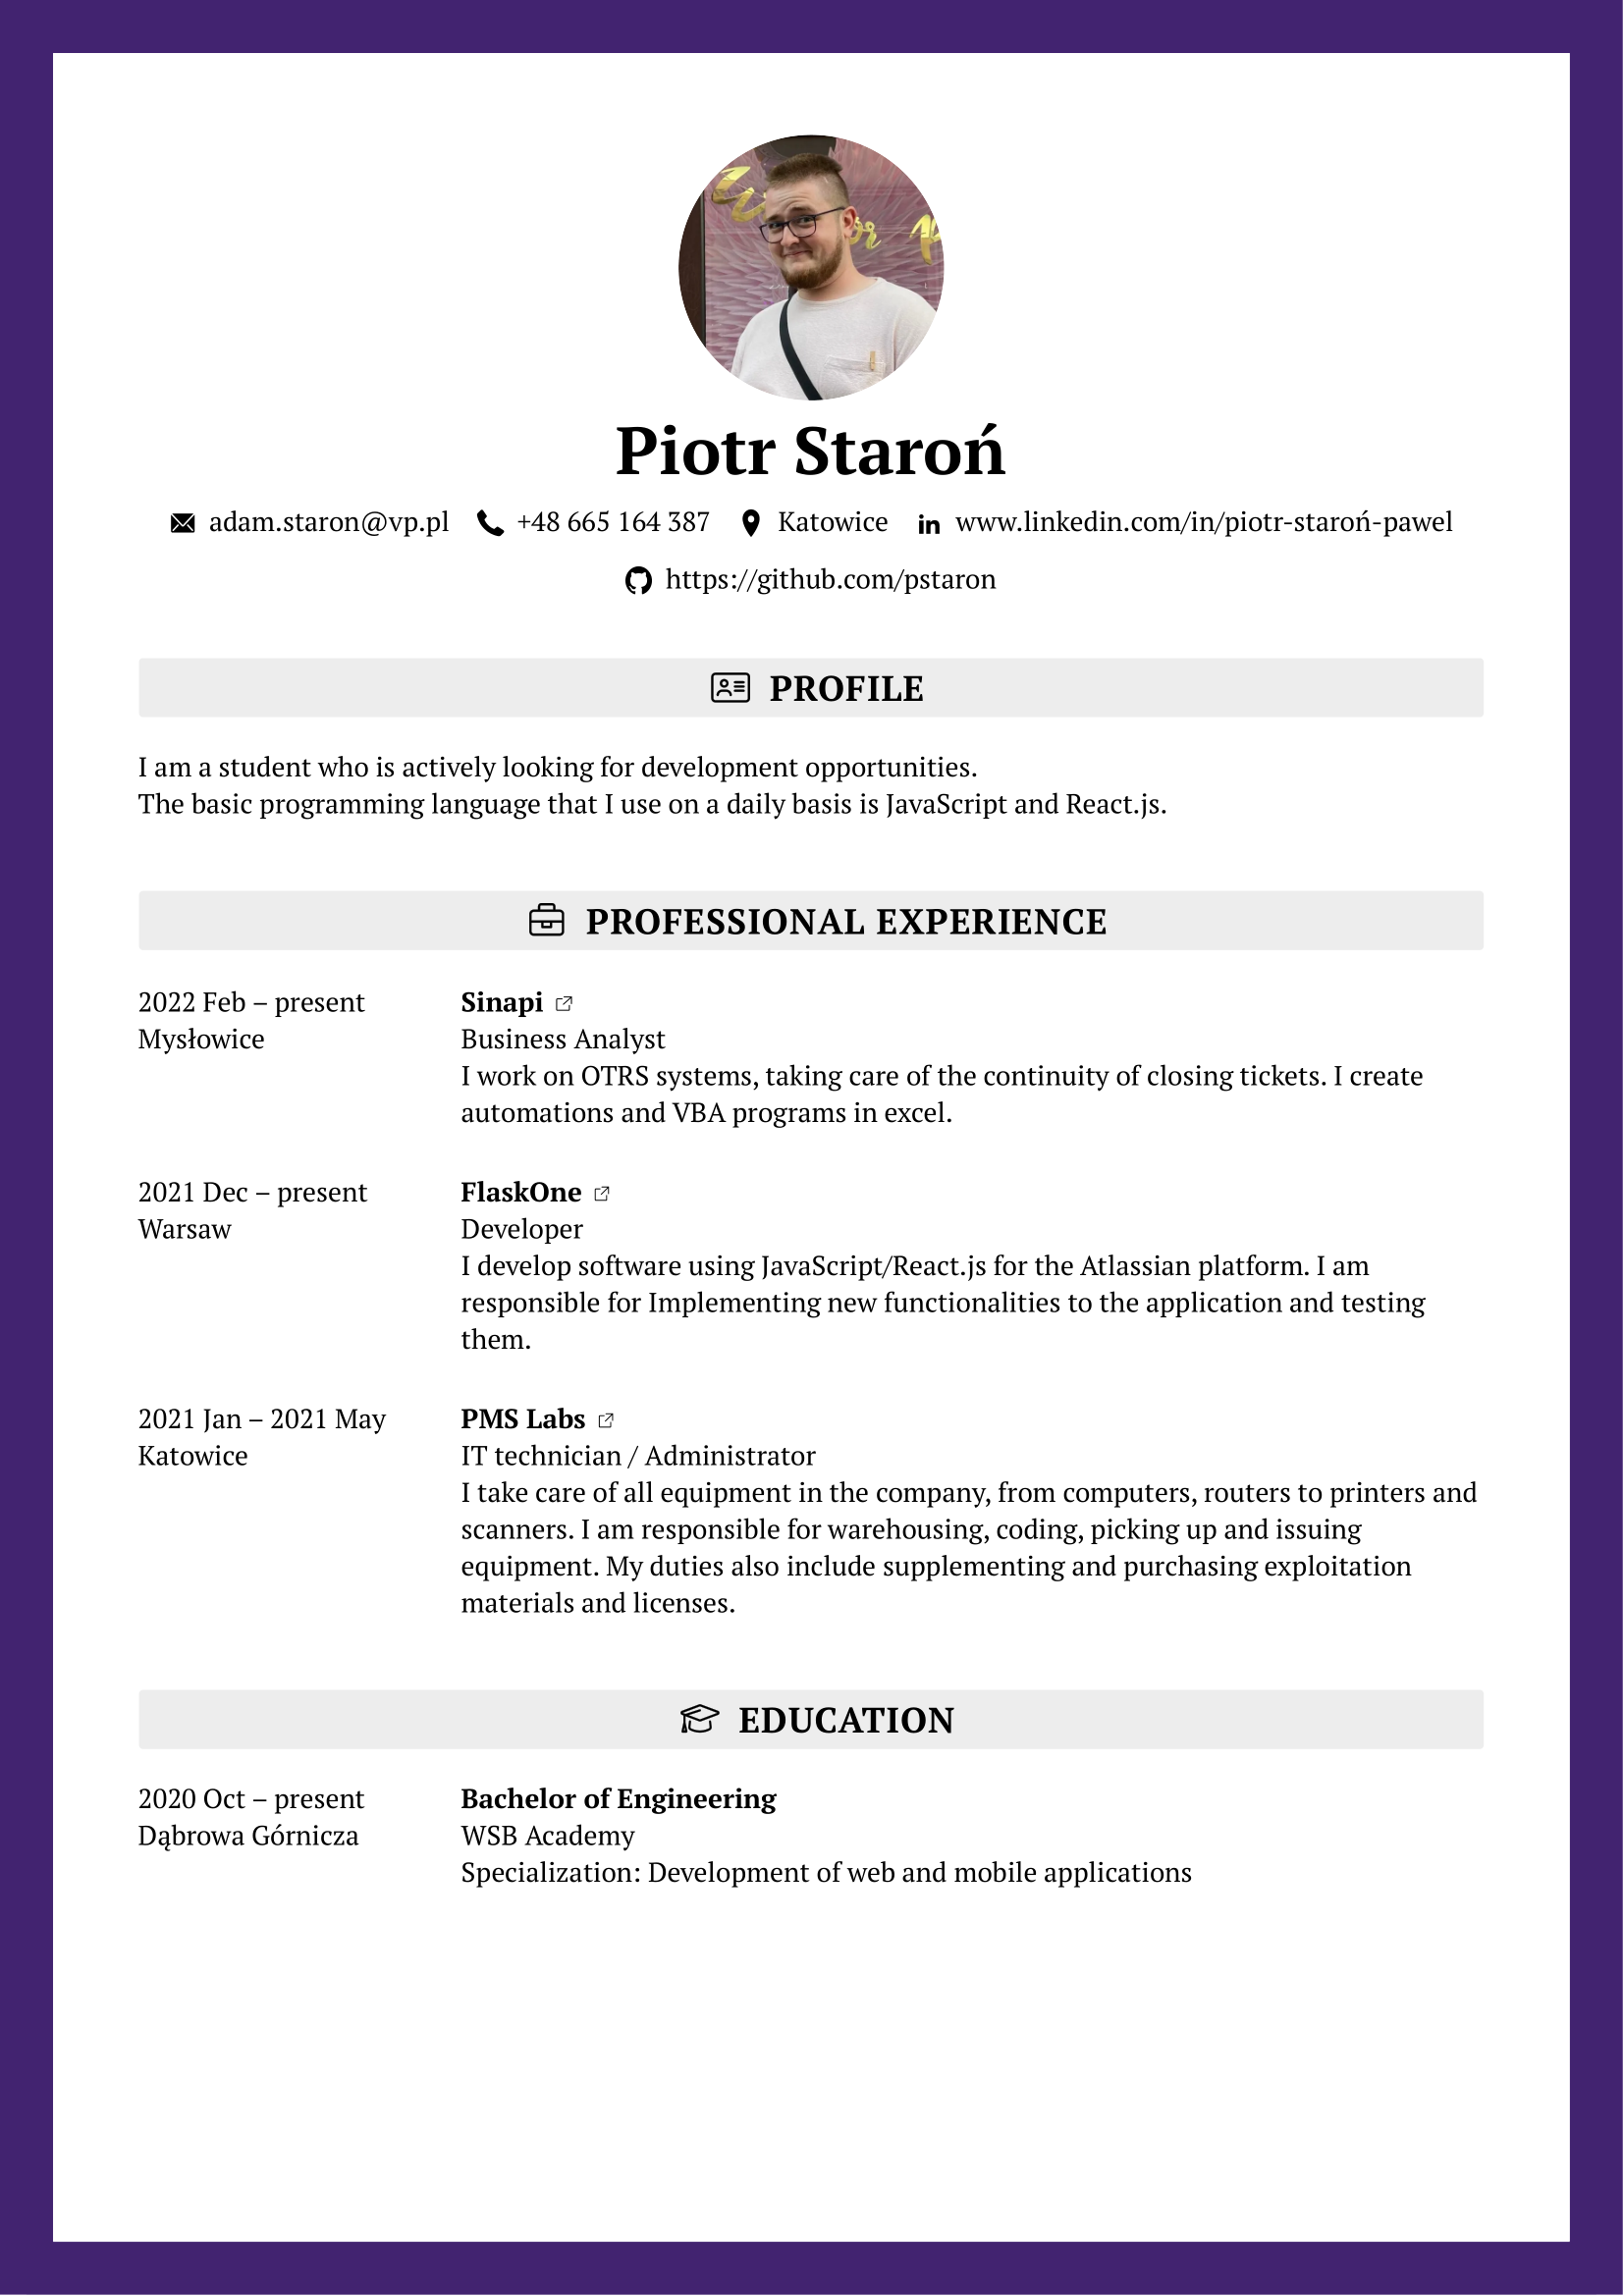 Piotr Staroń
adam.staron@vp.pl +48 665 164 387 Katowice www.linkedin.com/in/piotr-staroń-pawel
https://github.com/pstaron
PROFILE
I am a student who is actively looking for development opportunities.
The basic programming language that I use on a daily basis is JavaScript and React.js.
PROFESSIONAL EXPERIENCE
2022 Feb – present
Mysłowice
Sinapi
Business Analyst
I work on OTRS systems, taking care of the continuity of closing tickets. I create
automations and VBA programs in excel.
2021 Dec – present
Warsaw
FlaskOne
Developer
I develop software using JavaScript/React.js for the Atlassian platform. I am
responsible for Implementing new functionalities to the application and testing
them.
2021 Jan – 2021 May
Katowice
PMS Labs
IT technician / Administrator
I take care of all equipment in the company, from computers, routers to printers and
scanners. I am responsible for warehousing, coding, picking up and issuing
equipment. My duties also include supplementing and purchasing exploitation
materials and licenses.
EDUCATION
2020 Oct – present
Dąbrowa Górnicza
Bachelor of Engineering
WSB Academy
Specialization: Development of web and mobile applications